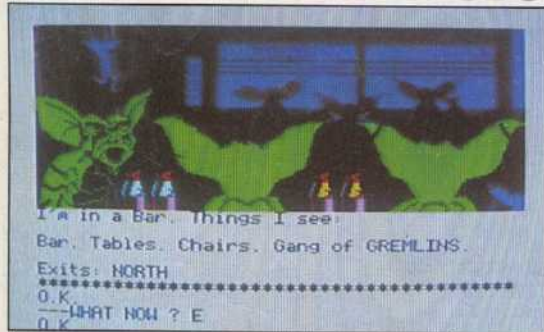 I'm in a Bar. Things I see:
Bar. Tables. Chairs. Gang of GREMLINS.
Exits: NORTH
**************************************************
O.K.
---WHAT NOW ? E
O.K